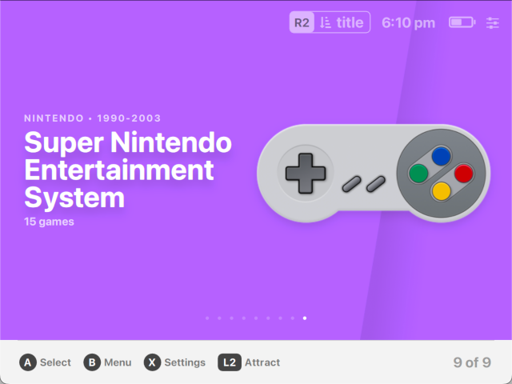 R2 title 6:10 pm
NINTENDO • 1990-2003
Super Nintendo
Entertainment
System
15 games
A Select B Menu X Settings L2 Attract 9 of 9